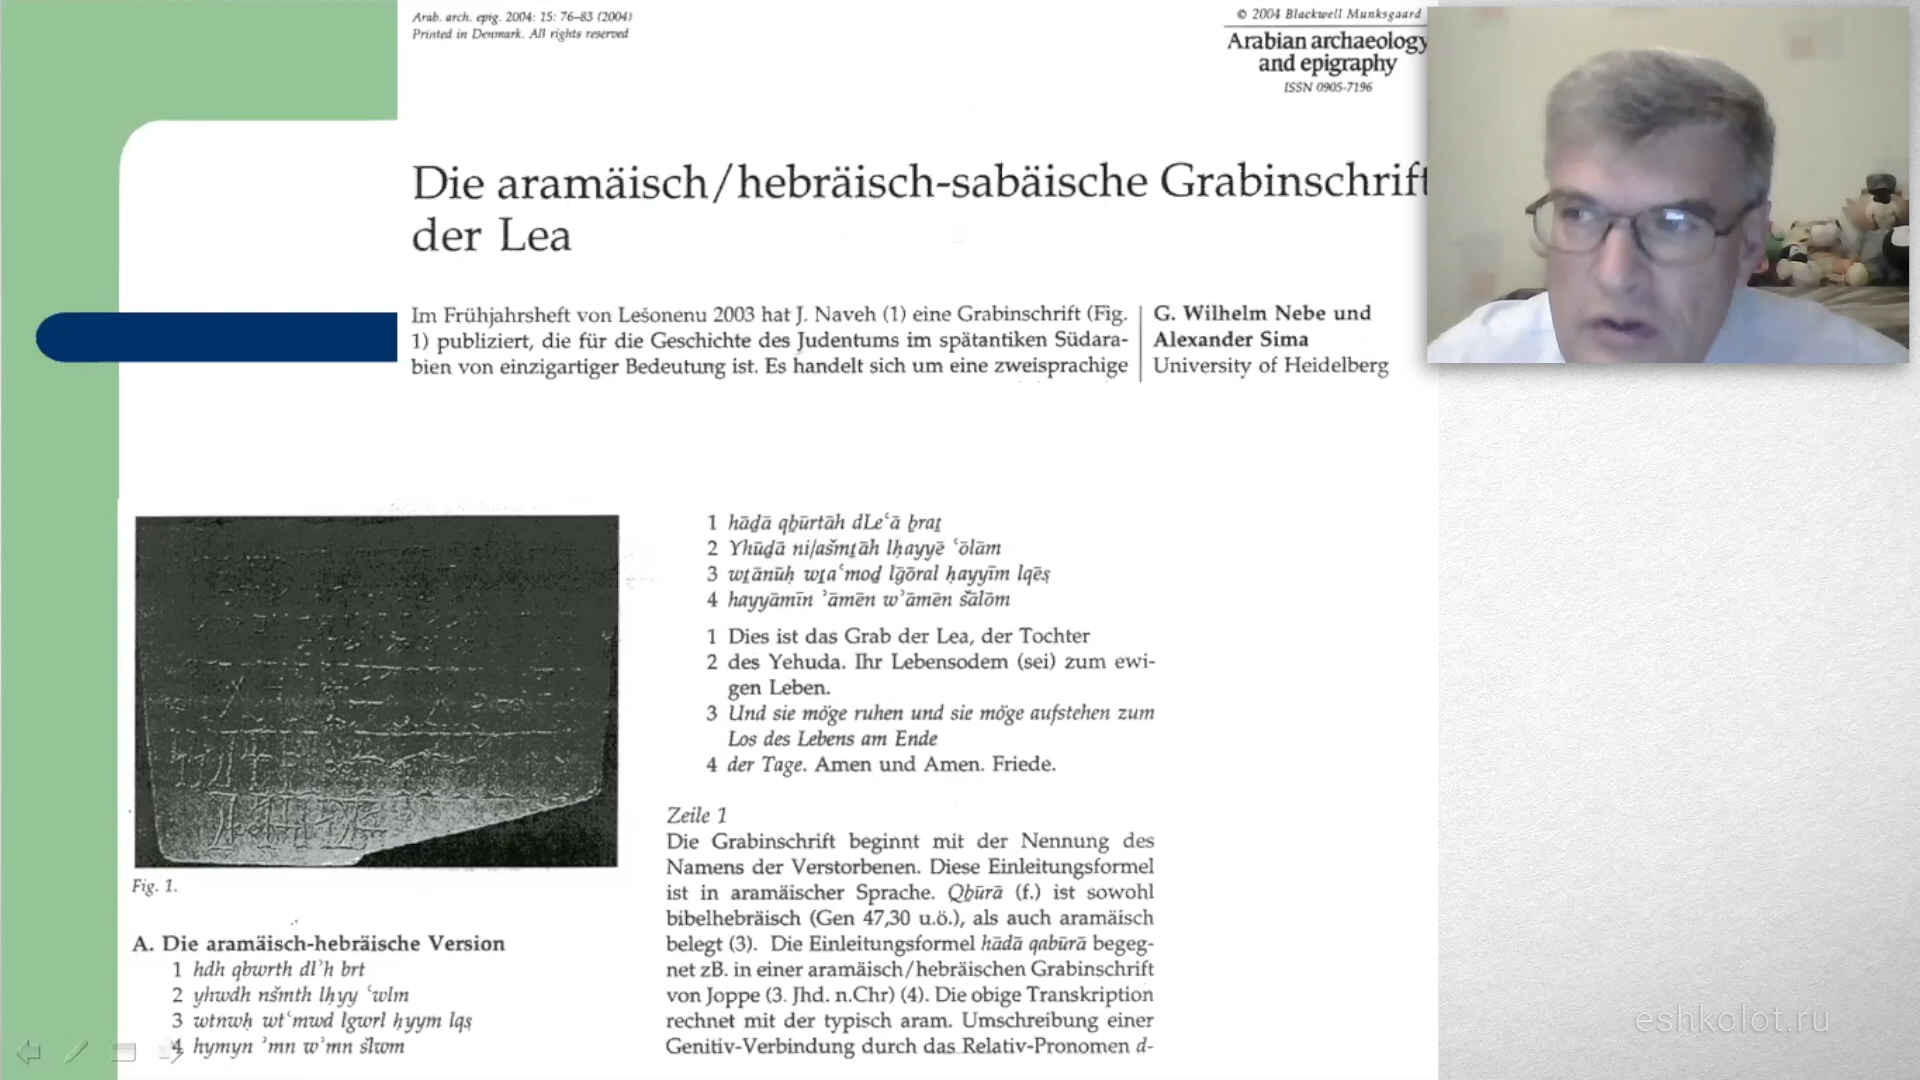 Arab. arch. epig. 2004: 15: 76–83 (2004)
Printed in Denmark. All rights reserved
© 2004 Blackwell Munksgaard
Arabian archaeology
and epigraphy
ISSN 0905-7196
Die aramäisch/hebräisch-sabäische Grabinschrift
der Lea
Im Frühjahrsheft von Lešonenu 2003 hat J. Naveh (1) eine Grabinschrift (Fig.
1) publiziert, die für die Geschichte des Judentums im spätantiken Südara-
bien von einzigartiger Bedeutung ist. Es handelt sich um eine zweisprachige
G. Wilhelm Nebe und
Alexander Sima
University of Heidelberg
Fig. 1.
A. Die aramäisch-hebräische Version
1 hdh qbwrth dlʾh brt
2 yhwdh nšmth lḥyy ʿwlm
3 wtnwḥ wtʿmwd lgwrl ḥyym lqṣ
4 hymyn ʾmn wʾmn šlwm
1 hāḏā qḇūrtāh dLeʿā ḇraṯ
2 Yhūḏā ni/ašmṯāh lḥayyē ʿōlām
3 wṯānūḥ wṯaʿmoḏ lḡōral ḥayyīm lqēṣ
4 hayyāmīn ʾāmēn wʾāmēn šālōm
1 Dies ist das Grab der Lea, der Tochter
2 des Yehuda. Ihr Lebensodem (sei) zum ewi-
gen Leben.
3 Und sie möge ruhen und sie möge aufstehen zum
Los des Lebens am Ende
4 der Tage. Amen und Amen. Friede.
Zeile 1
Die Grabinschrift beginnt mit der Nennung des
Namens der Verstorbenen. Diese Einleitungsformel
ist in aramäischer Sprache. Qḇūrā (f.) ist sowohl
bibelhebräisch (Gen 47,30 u.ö.), als auch aramäisch
belegt (3). Die Einleitungsformel hāḏā qaḇūrā begeg-
net zB. in einer aramäisch/hebräischen Grabinschrift
von Joppe (3. Jhd. n.Chr) (4). Die obige Transkription
rechnet mit der typisch aram. Umschreibung einer
Genitiv-Verbindung durch das Relativ-Pronomen d-
eshkolot.ru